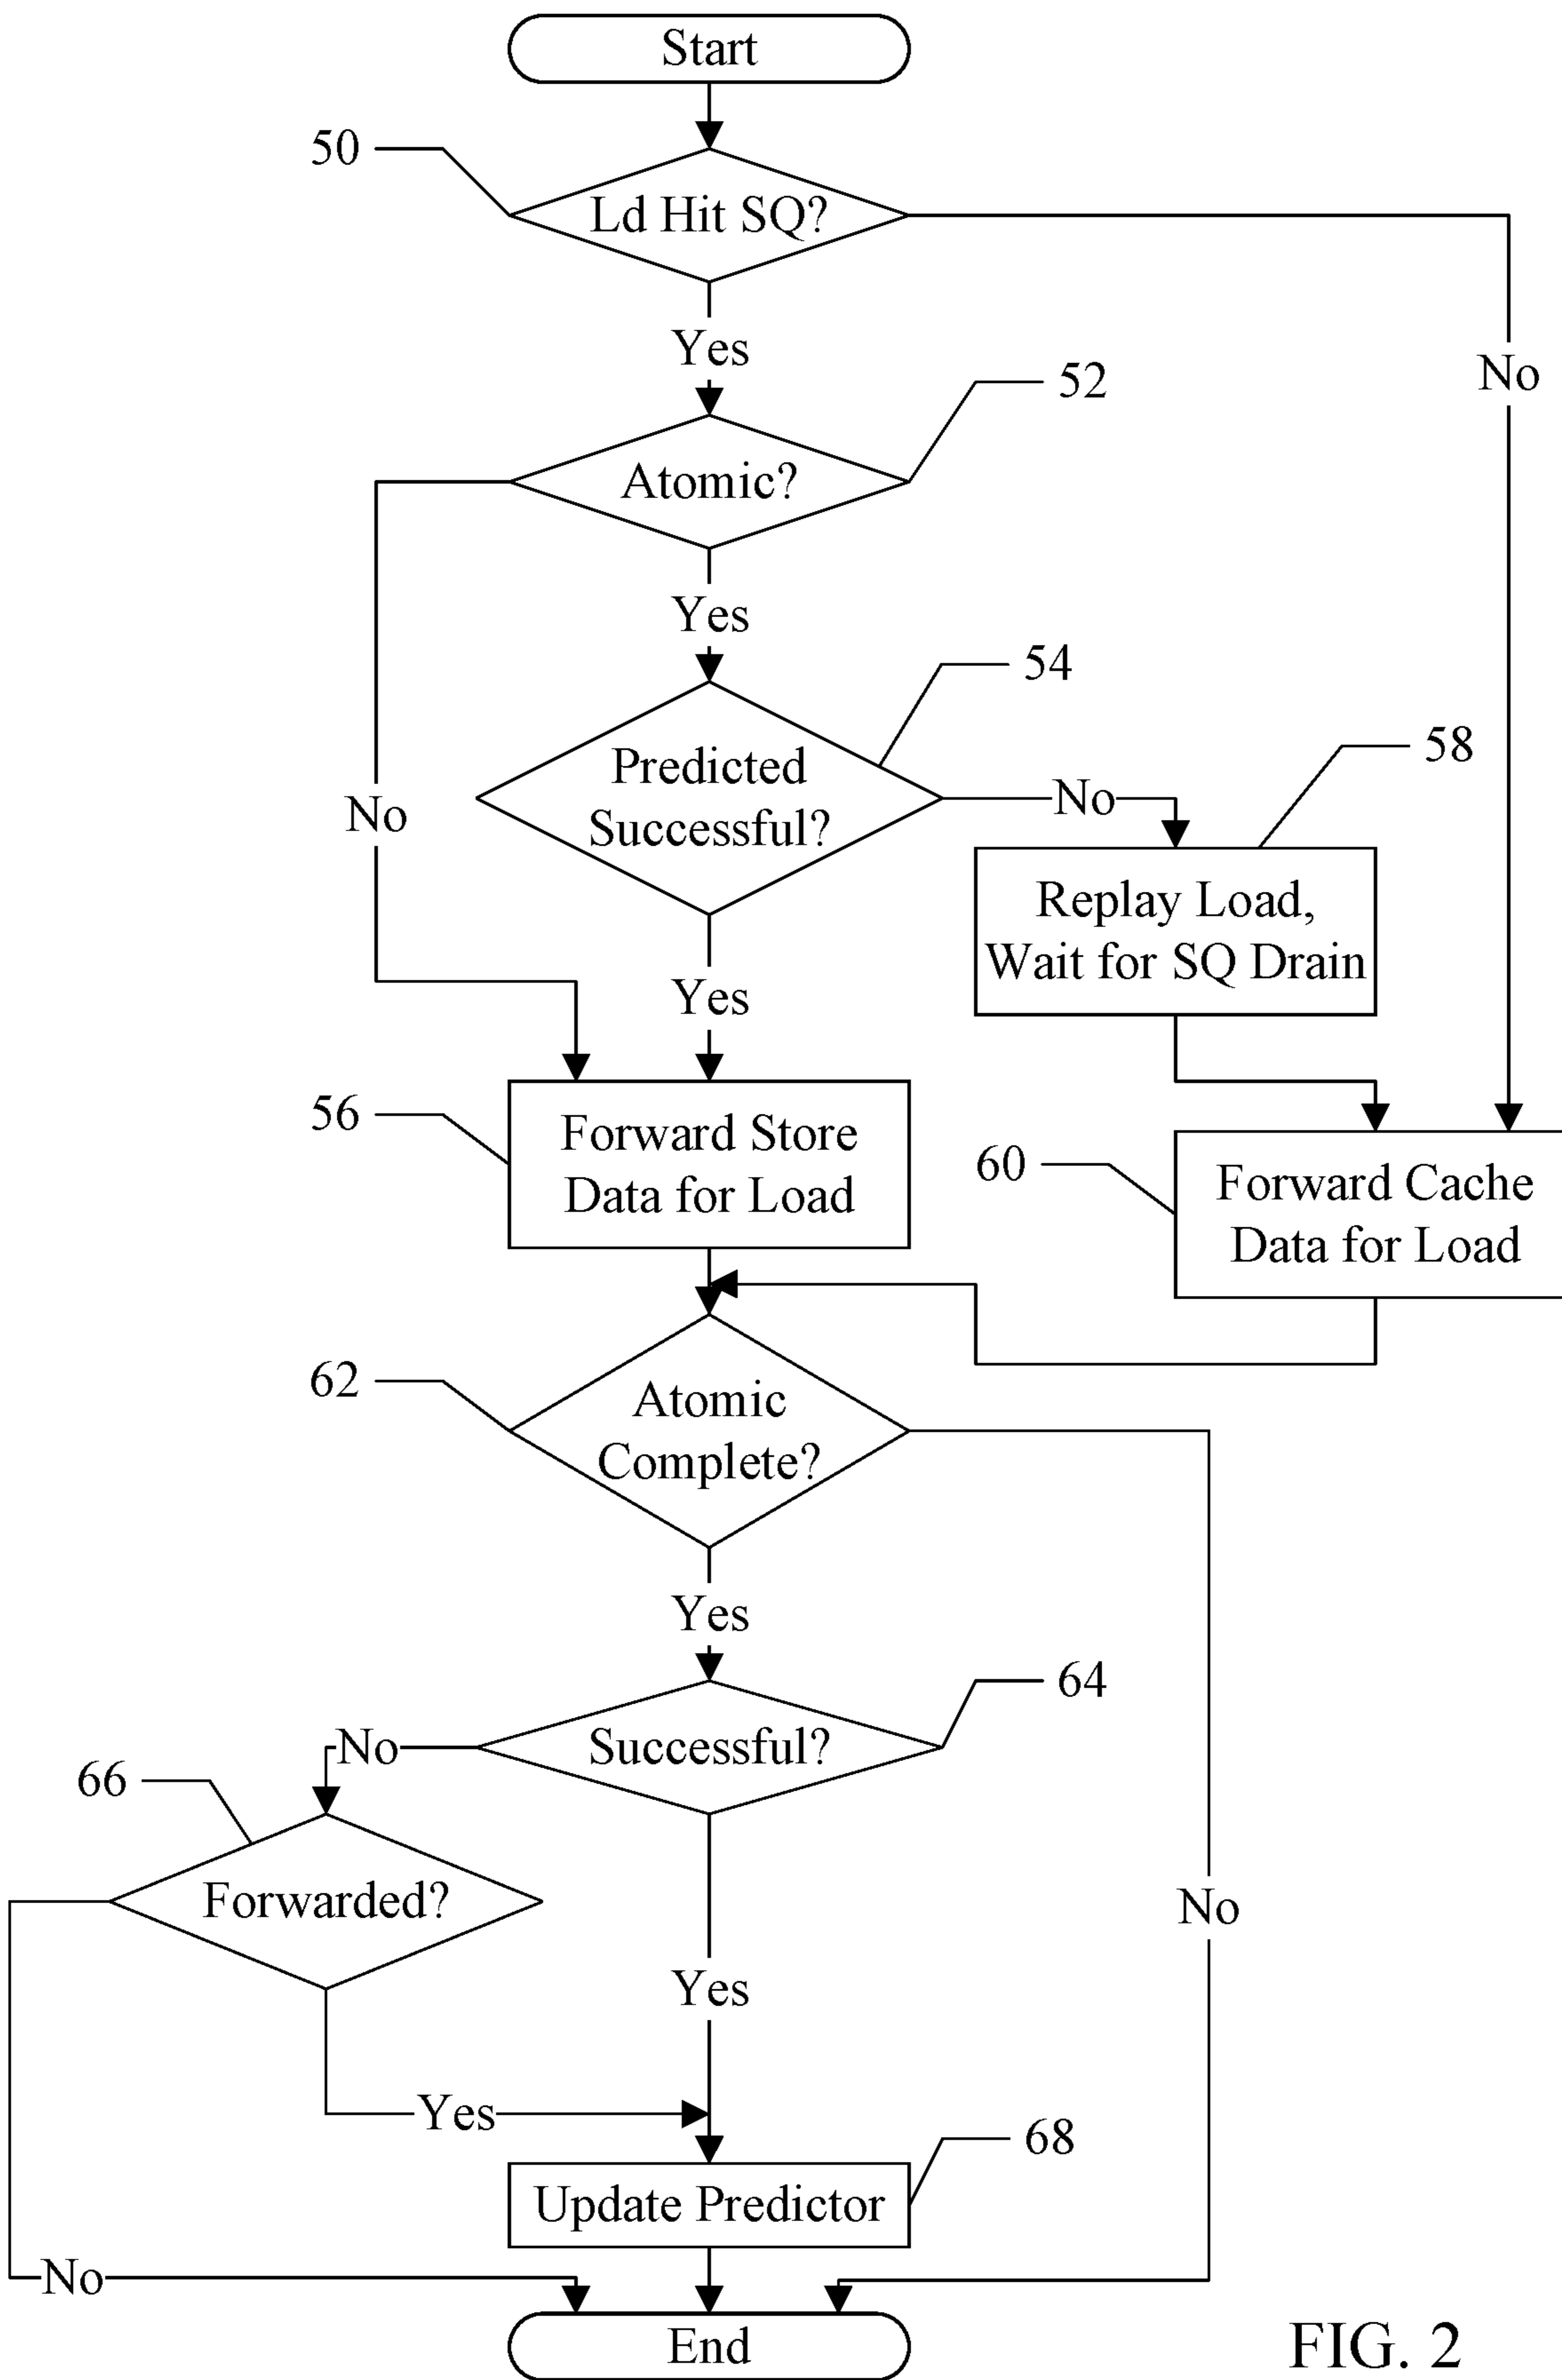 Start
50
Ld Hit SQ?
Yes
No
52
Atomic?
Yes
54
No
Predicted
Successful?
No
58
Replay Load,
Wait for SQ Drain
Yes
56
Forward Store
Data for Load
60
Forward Cache
Data for Load
62
Atomic
Complete?
Yes
No
64
Successful?
No
66
Forwarded?
Yes
Yes
68
Update Predictor
No
End
FIG. 2